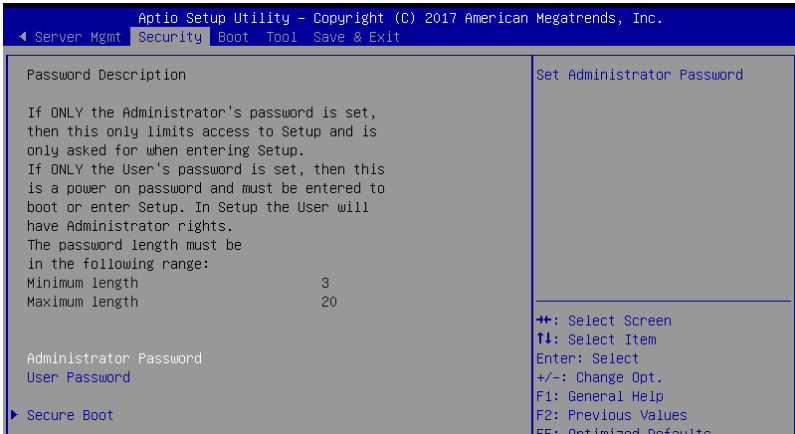 Aptio Setup Utility – Copyright (C) 2017 American Megatrends, Inc.
Server Mgmt Security Boot Tool Save & Exit
Password Description
If ONLY the Administrator's password is set,
then this only limits access to Setup and is
only asked for when entering Setup.
If ONLY the User's password is set, then this
is a power on password and must be entered to
boot or enter Setup. In Setup the User will
have Administrator rights.
The password length must be
in the following range:
Minimum length 3
Maximum length 20
Administrator Password
User Password
Secure Boot
Set Administrator Password
→←: Select Screen
↑↓: Select Item
Enter: Select
+/-: Change Opt.
F1: General Help
F2: Previous Values
Optimized Defaults